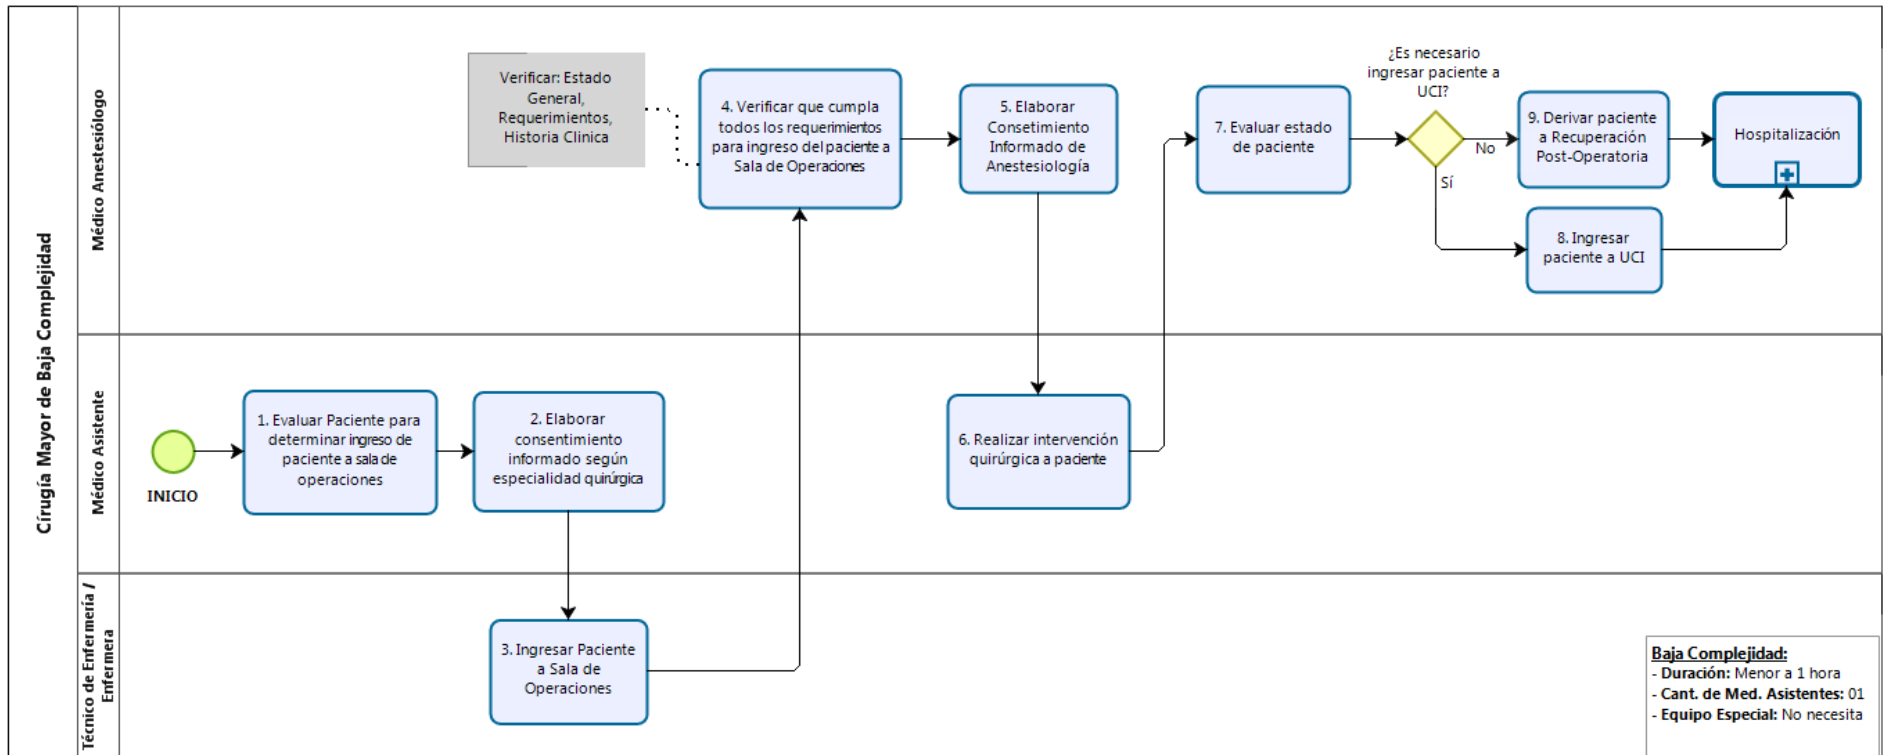 Círugía Mayor de Baja Complejidad
Médico Anestesiólogo
Verificar: Estado
General,
Requerimientos,
Historia Clinica
4. Verificar que cumpla
todos los requerimientos
para ingreso del paciente a
Sala de Operaciones
5. Elaborar
Consetimiento
Informado de
Anestesiología
7. Evaluar estado
de paciente
¿Es necesario
ingresar paciente a
UCI?
No
Sí
9. Derivar paciente
a Recuperación
Post-Operatoria
Hospitalización
8. Ingresar
paciente a UCI
Médico Asistente
INICIO
1. Evaluar Paciente para
determinar ingreso de
paciente a sala de
operaciones
2. Elaborar
consentimiento
informado según
especialidad quirúrgica
6. Realizar intervención
quirúrgica a paciente
Técnico de Enfermería /
Enfermera
3. Ingresar Paciente
a Sala de
Operaciones
Baja Complejidad:
- Duración: Menor a 1 hora
- Cant. de Med. Asistentes: 01
- Equipo Especial: No necesita